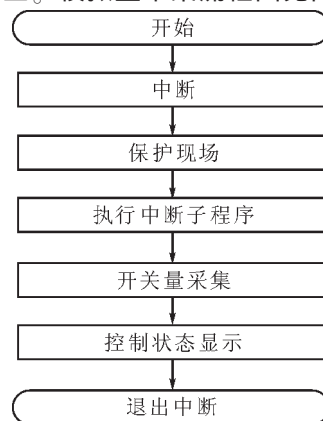 开始
中断
保护现场
执行中断子程序
开关量采集
控制状态显示
退出中断